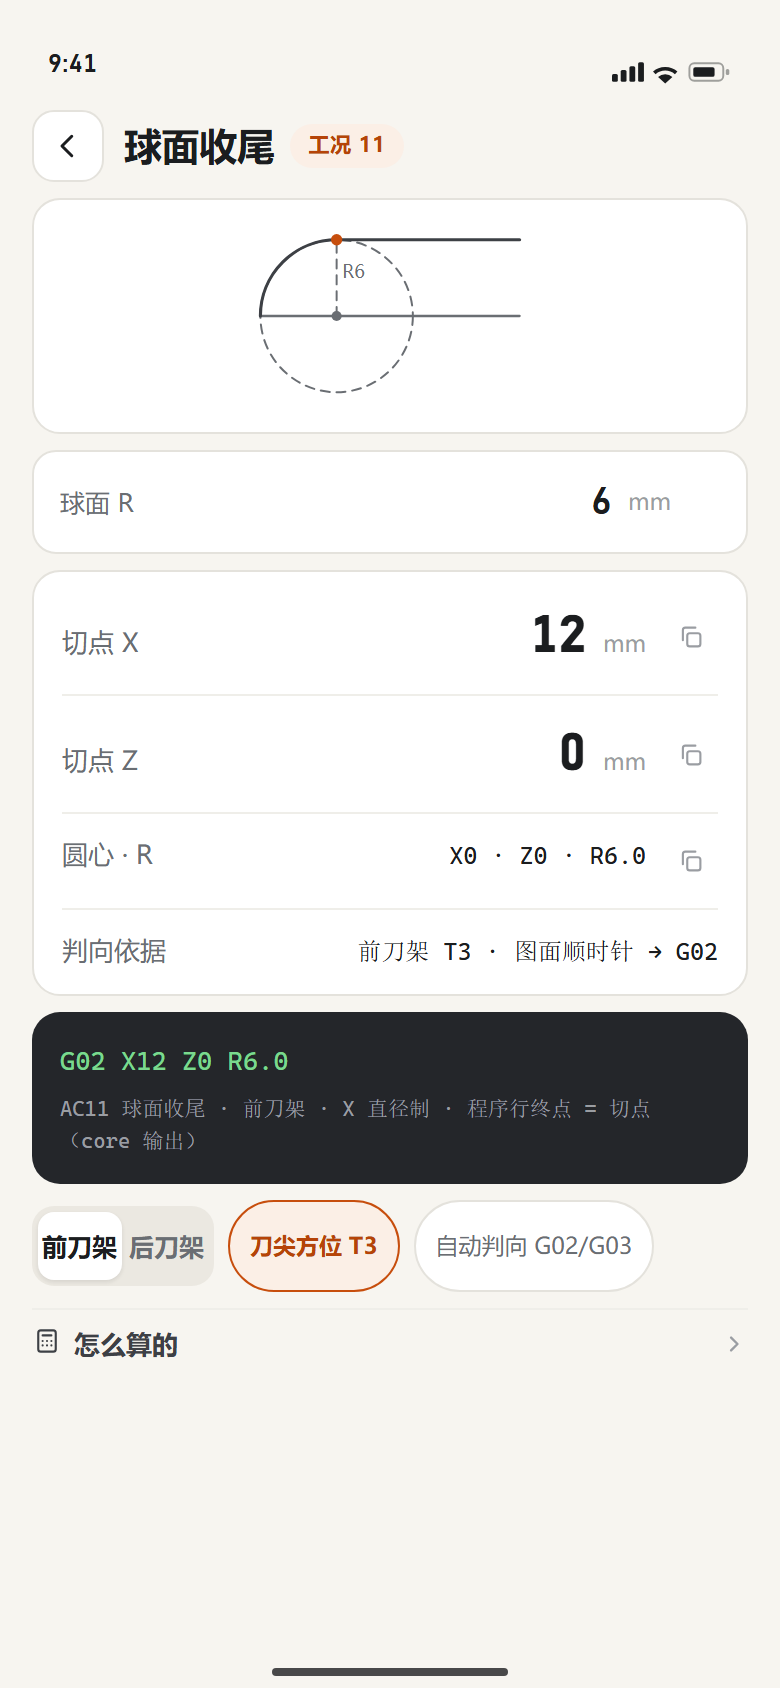 9:41
球面收尾 工况 11
R6
球面 R 6 mm
切点 X 12 mm
切点 Z 0 mm
圆心 · R X0 · Z0 · R6.0
判向依据 前刀架 T3 · 图面顺时针 → G02
G02 X12 Z0 R6.0
AC11 球面收尾 · 前刀架 · X 直径制 · 程序行终点 = 切点
（core 输出）
前刀架 后刀架 刀尖方位 T3 自动判向 G02/G03
怎么算的